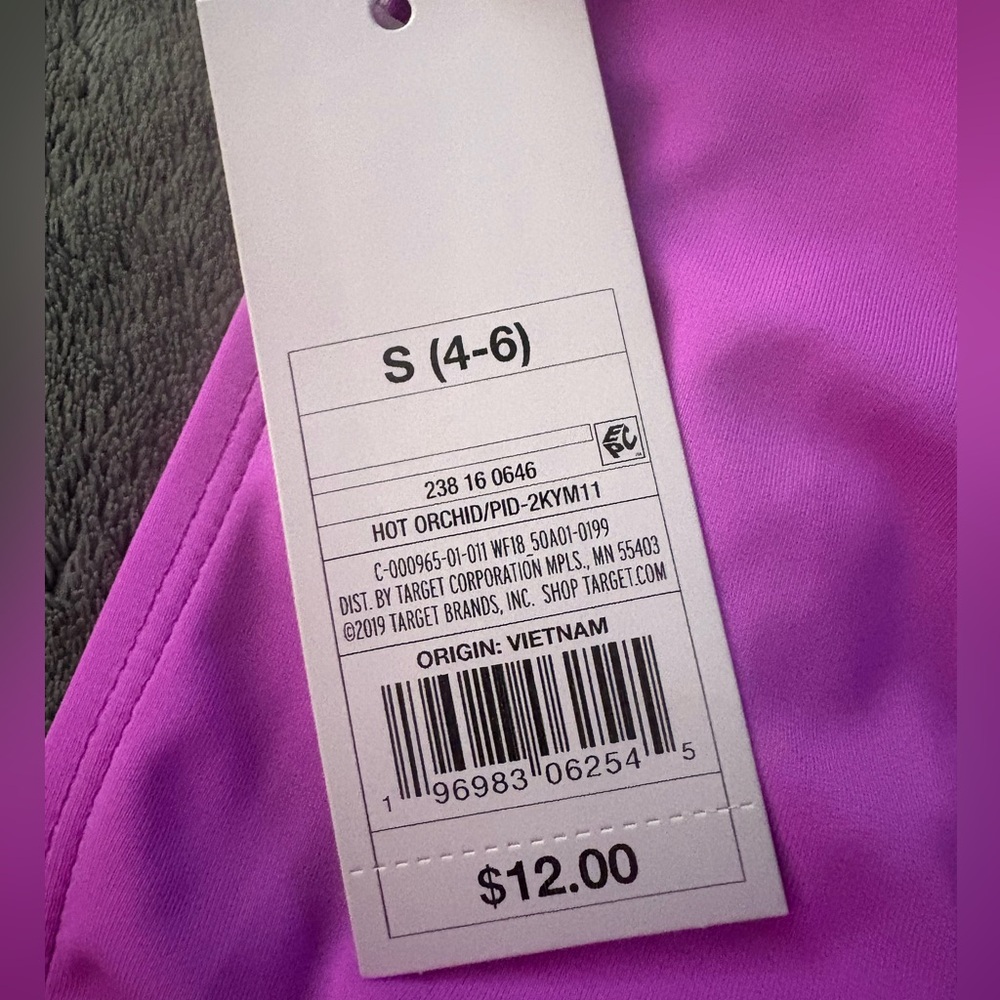 S (4-6)
EPC
238 16 0646
HOT ORCHID/PID-2KYM11
C-000965-01-011 WF18_50A01-0199
DIST. BY TARGET CORPORATION MPLS., MN 55403
©2019 TARGET BRANDS, INC. SHOP TARGET.COM
ORIGIN: VIETNAM
1 96983 06254 5
$12.00